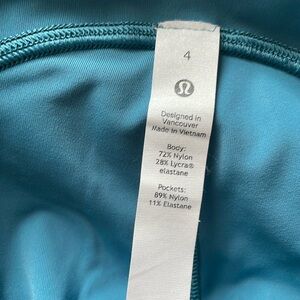 4
Designed in
Vancouver
Made in Vietnam
Body:
72% Nylon
28% Lycra®
elastane
Pockets:
89% Nylon
11% Elastane